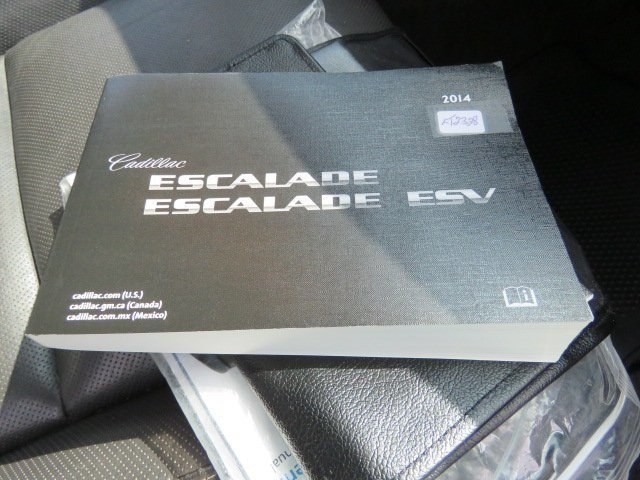 2014
Cadillac
ESCALADE
ESCALADE ESV
cadillac.com (U.S.)
cadillac.gm.ca (Canada)
cadillac.com.mx (Mexico)